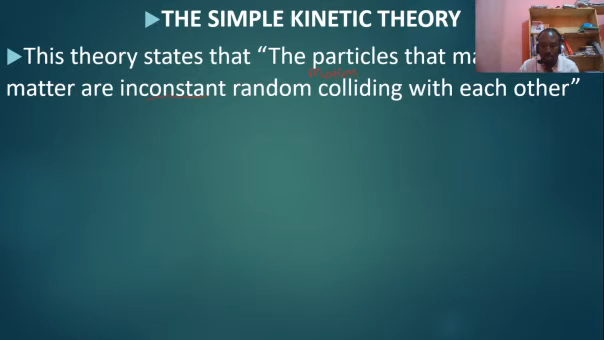 THE SIMPLE KINETIC THEORY
This theory states that “The particles that ma
matter are inconstant random colliding with each other”